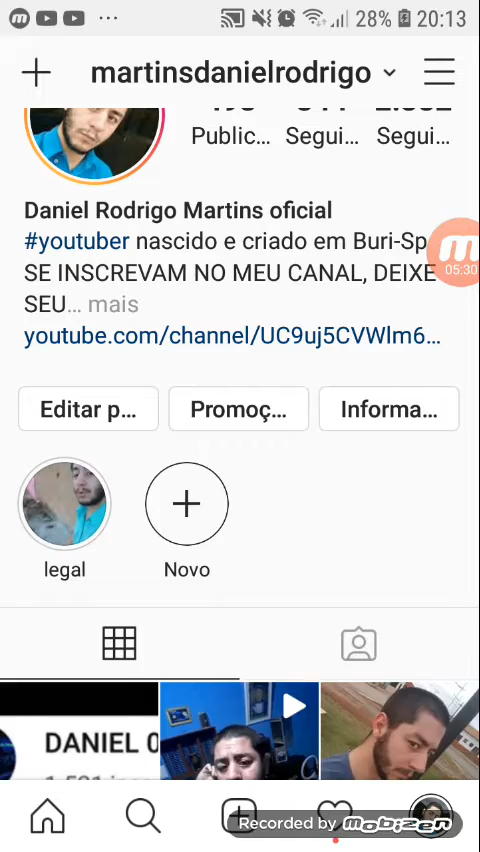 28% 20:13
martinsdanielrodrigo
Public... Segui... Segui...
Daniel Rodrigo Martins oficial
#youtuber nascido e criado em Buri-Sp
SE INSCREVAM NO MEU CANAL, DEIXE
SEU... mais
05:30
youtube.com/channel/UC9uj5CVWlm6...
Editar p... Promoç... Informa...
legal Novo
DANIEL
Recorded by mobizen